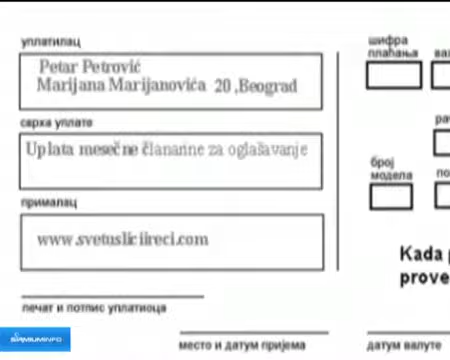 уплатилац
Petar Petrović
Marijana Marijanovića 20 ,Beograd
сврха уплате
Uplata mesečne članarine za oglašavanje
прималац
www.svetusliciireci.com
печат и потпис уплатиоца
место и датум пријема
датум валуте
шифра
плаћања
број
модела
Kada
prove